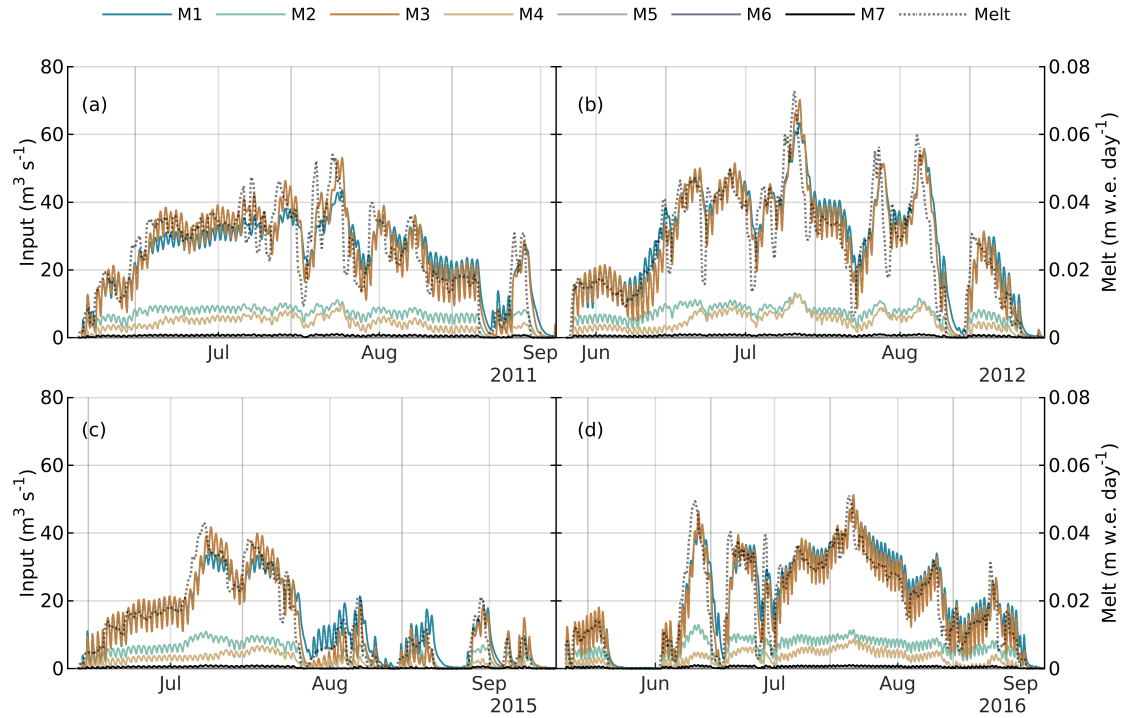 M1 M2 M3 M4 M5 M6 M7 Melt
80 0.08
(a) (b)
60 0.06
40 0.04
20 0.02
0 0
Input (m³ s⁻¹) Melt (m w.e. day⁻¹)
Jul Aug Sep Jun Jul Aug
2011 2012
80 0.08
(c) (d)
60 0.06
40 0.04
20 0.02
0 0
Input (m³ s⁻¹) Melt (m w.e. day⁻¹)
Jul Aug Sep Jun Jul Aug Sep
2015 2016